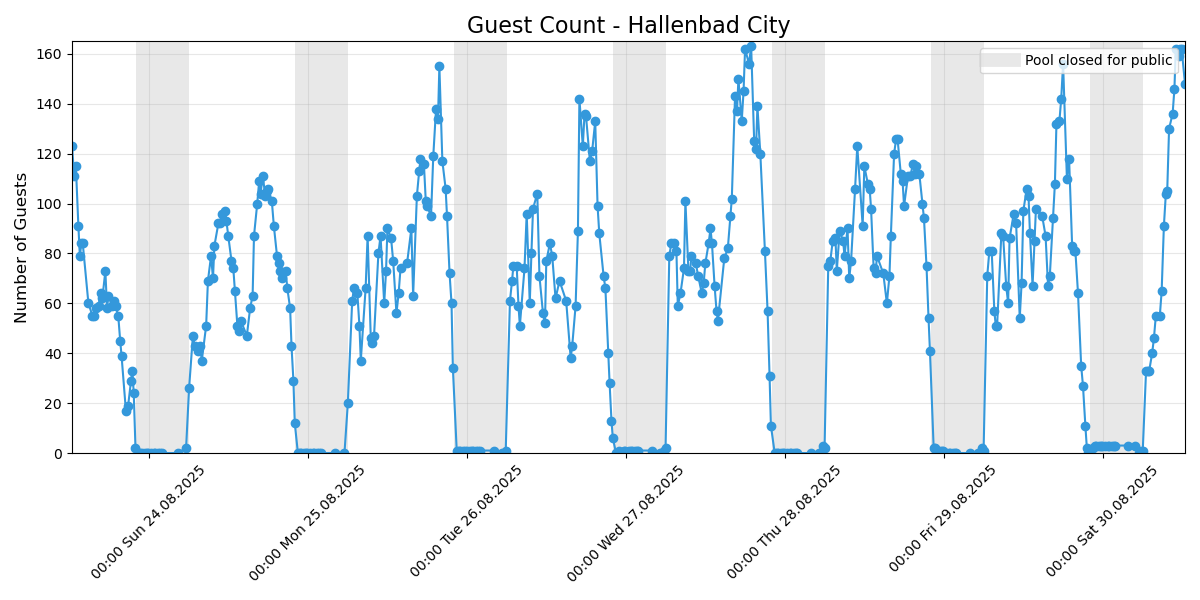 Guest Count - Hallenbad City
Pool closed for public
Number of Guests
160
140
120
100
80
60
40
20
0
00:00 Sun 24.08.2025
00:00 Mon 25.08.2025
00:00 Tue 26.08.2025
00:00 Wed 27.08.2025
00:00 Thu 28.08.2025
00:00 Fri 29.08.2025
00:00 Sat 30.08.2025